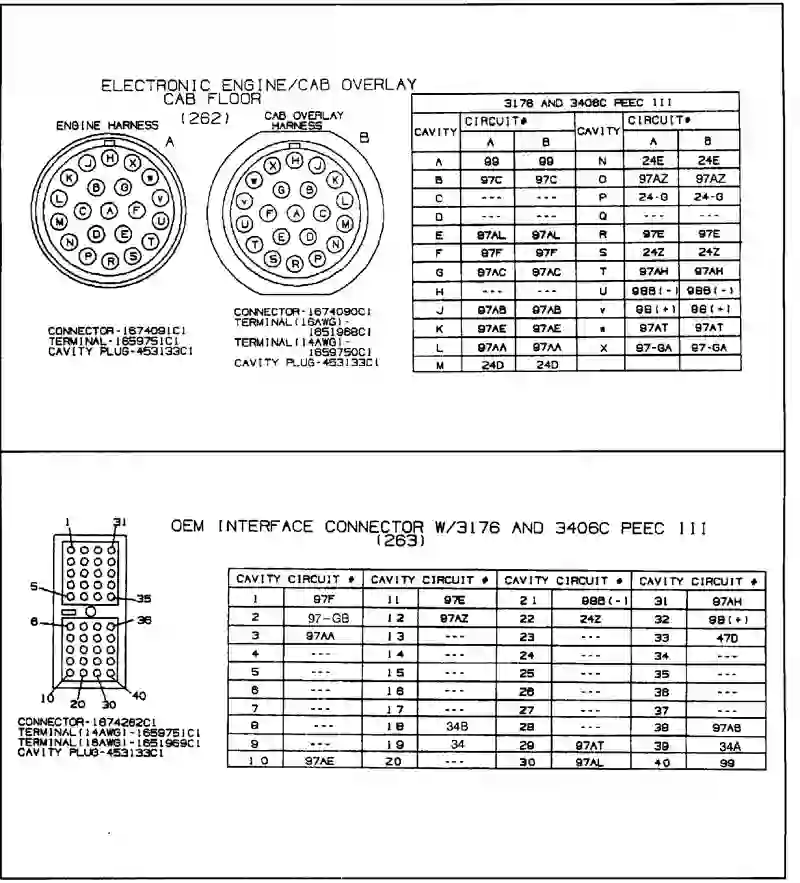 ELECTRONIC ENGINE/CAB OVERLAY
CAB FLOOR
(262)
ENGINE HARNESS
A
CAB OVERLAY
HARNESS
B
J H X
K W
B G
L V
C A F
M U
D E
N T
P R S
X H J
W K
G B
V L
F A C
U M
E D
T N
S R P
CONNECTOR-1674091C1
TERMINAL-1659751C1
CAVITY PLUG-453133C1
CONNECTOR-1674090C1
TERMINAL(16AWG)-
1651968C1
TERMINAL(14AWG)-
1659750C1
CAVITY PLUG-453133C1
3176 AND 3406C PEEC III
CAVITY CIRCUIT# CAVITY CIRCUIT#
A B A B
A 99 99 N 24E 24E
B 97C 97C O 97AZ 97AZ
C --- --- P 24-G 24-G
D --- --- Q --- ---
E 97AL 97AL R 97E 97E
F 97F 97F S 24Z 24Z
G 97AC 97AC T 97AH 97AH
H --- --- U 98B(-) 98B(-)
J 97AB 97AB V 98(+) 98(+)
K 97AE 97AE W 97AT 97AT
L 97AA 97AA X 97-GA 97-GA
M 24D 24D
OEM INTERFACE CONNECTOR W/3176 AND 3406C PEEC III
(263)
1 31
5 35
6 36
10 20 30 40
CONNECTOR-1674282C1
TERMINAL(14AWG)-1659751C1
TERMINAL(18AWG)-1651969C1
CAVITY PLUG-453133C1
CAVITY CIRCUIT # CAVITY CIRCUIT # CAVITY CIRCUIT # CAVITY CIRCUIT #
1 97F 11 97E 21 98B(-) 31 97AH
2 97-GB 12 97AZ 22 24Z 32 98(+)
3 97AA 13 --- 23 --- 33 47D
4 --- 14 --- 24 --- 34 ---
5 --- 15 --- 25 --- 35 ---
6 --- 16 --- 26 --- 36 ---
7 --- 17 --- 27 --- 37 ---
8 --- 18 34B 28 --- 38 97AB
9 --- 19 34 29 97AT 39 34A
10 97AE 20 --- 30 97AL 40 99